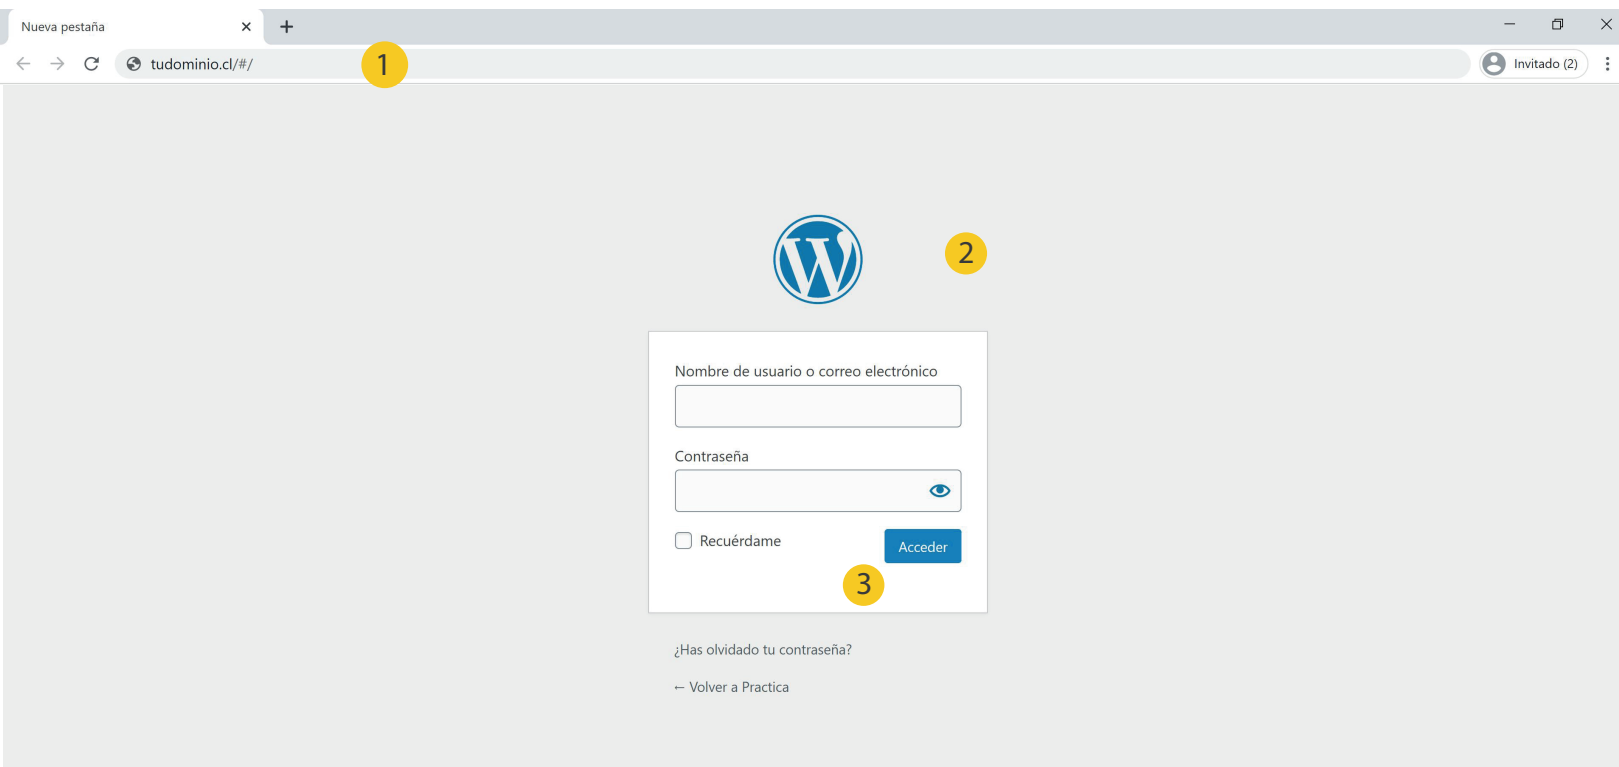 Nueva pestaña
tudominio.cl/#/
1
Invitado (2)
W
2
Nombre de usuario o correo electrónico
Contraseña
Recuérdame
Acceder
3
¿Has olvidado tu contraseña?
← Volver a Practica